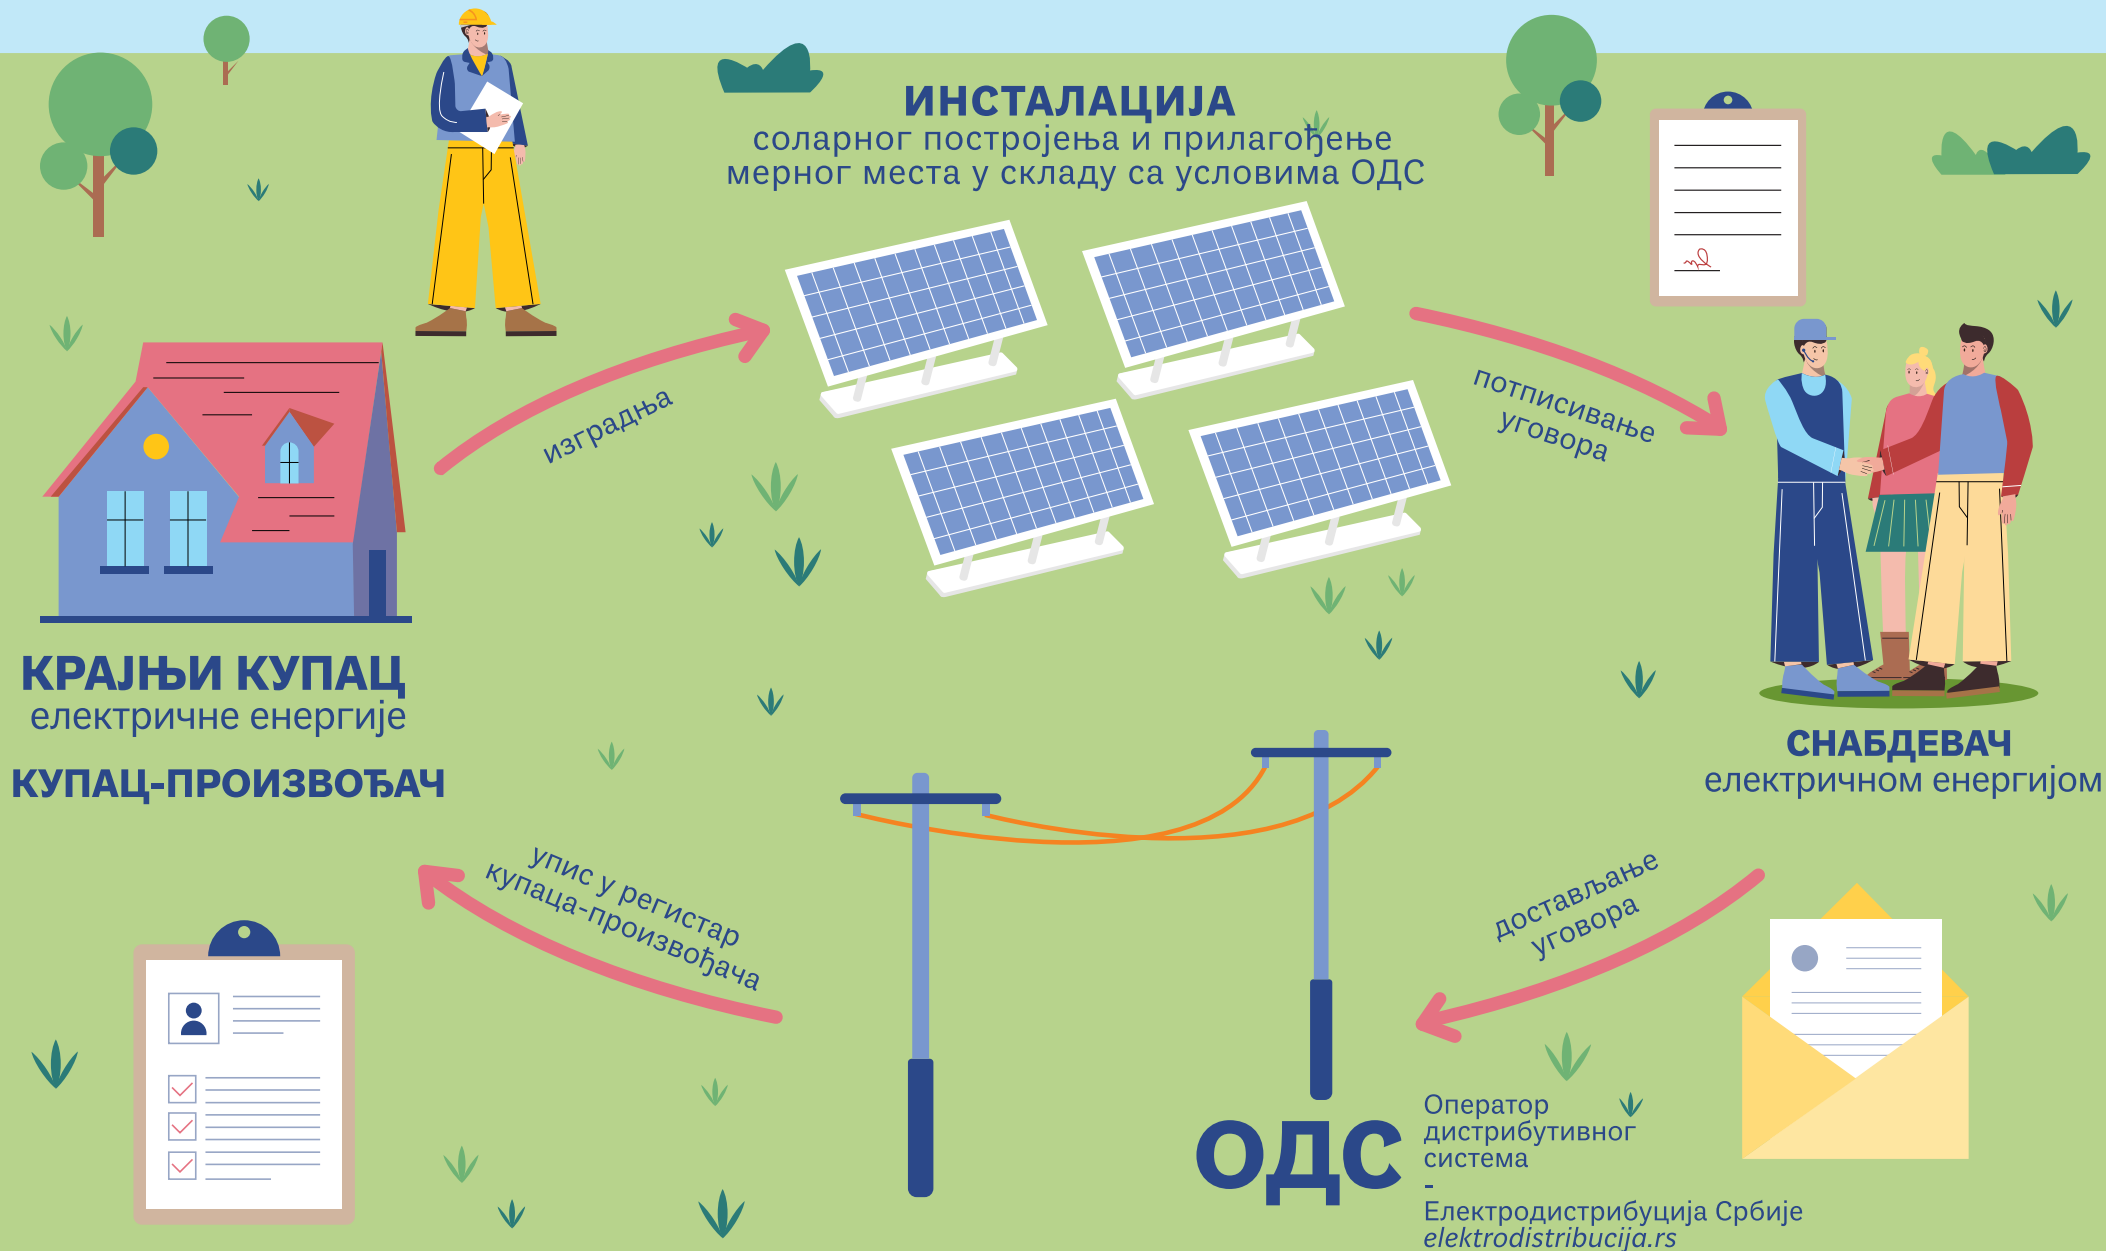 ИНСТАЛАЦИЈА
соларног постројења и прилагођење
мерног места у складу са условима ОДС
изградња
потписивање
уговора
КРАЈЊИ КУПАЦ
електричне енергије
КУПАЦ-ПРОИЗВОЂАЧ
СНАБДЕВАЧ
електричном енергијом
достављање
уговора
упис у регистар
купаца-произвођача
ОДС
Оператор
дистрибутивног
система
-
Електродистрибуција Србије
elektrodistribucija.rs